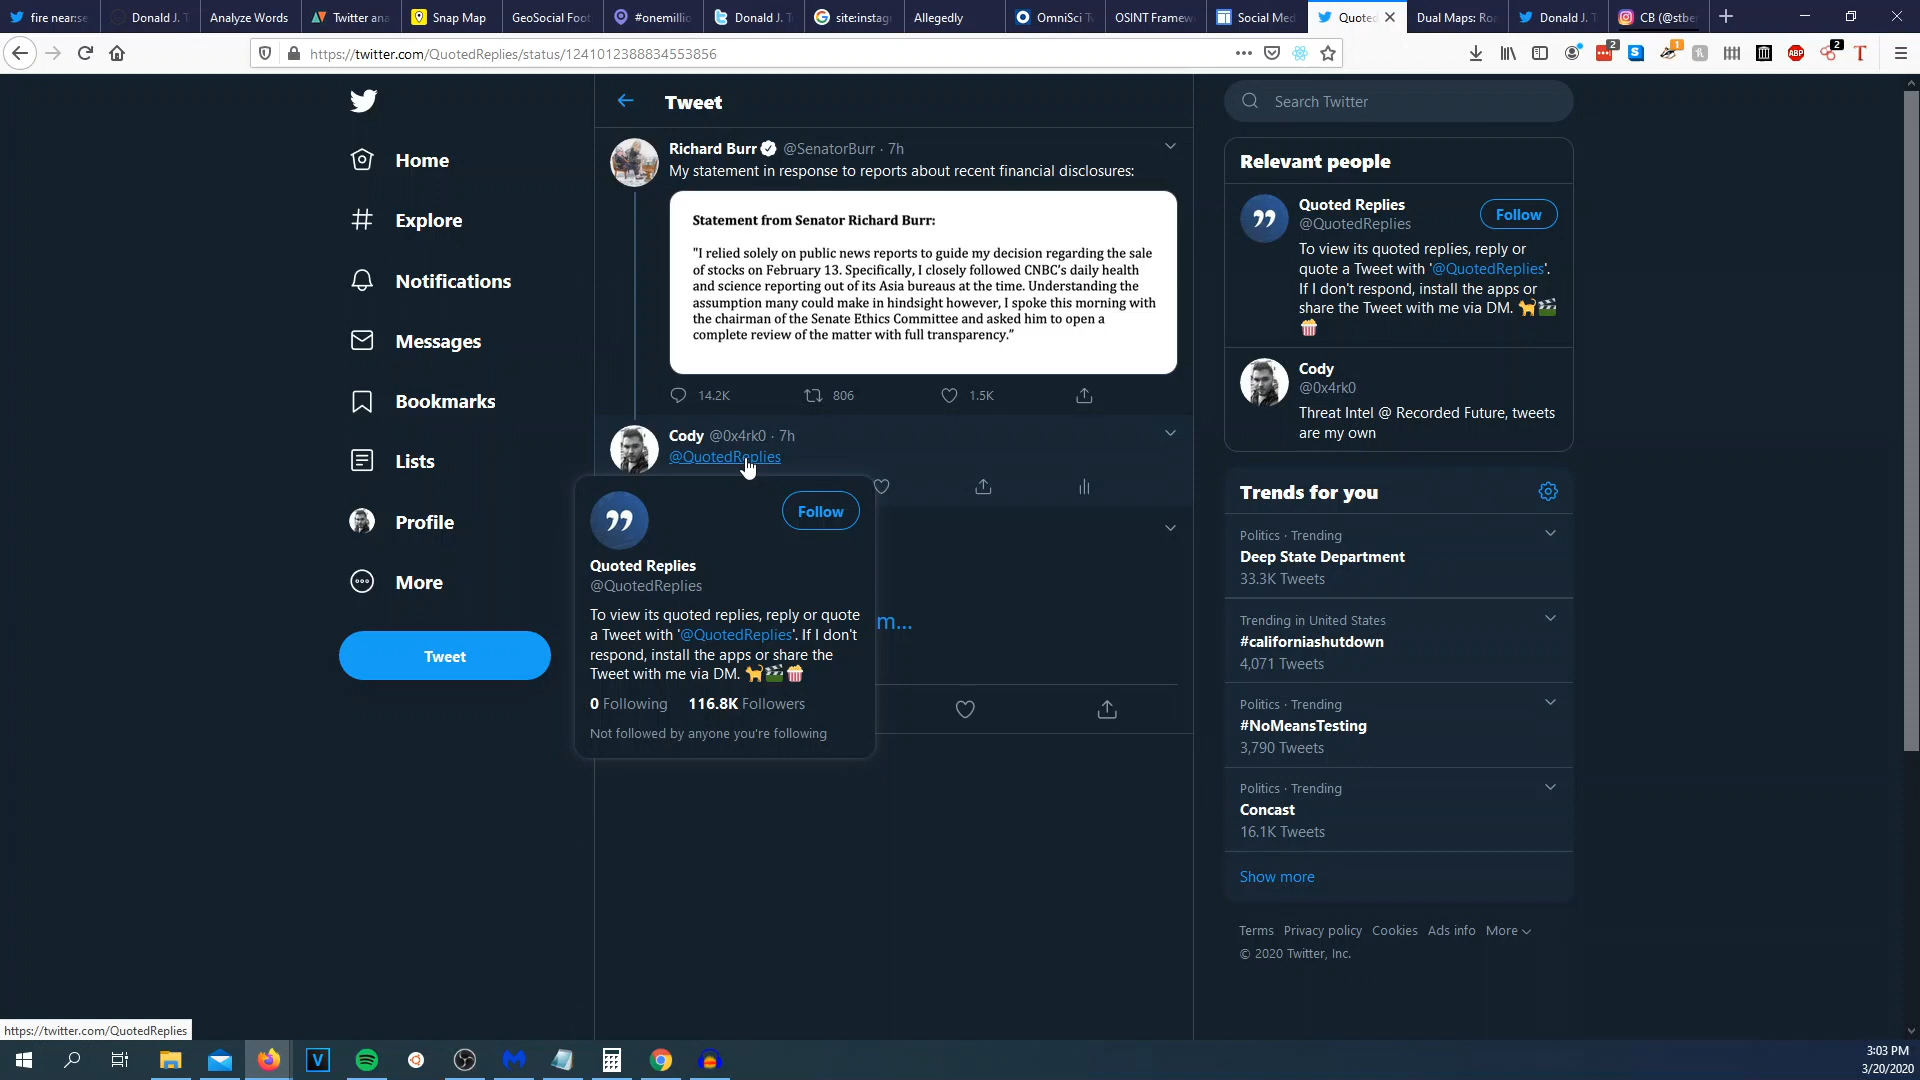 fire near:se
Donald J. T
Analyze Words
Twitter ana
Snap Map
GeoSocial Foot
#onemillio
Donald J. T
site:instag
Allegedly
OmniSci Tw
OSINT Framew
Social Med
Quoted
Dual Maps: Roa
Donald J. T
CB (@stbe
https://twitter.com/QuotedReplies/status/1241012388834553856
2
1
ABP
2
T
Home
Explore
Notifications
Messages
Bookmarks
Lists
Profile
More
Tweet
Tweet
Richard Burr @SenatorBurr · 7h
My statement in response to reports about recent financial disclosures:
Statement from Senator Richard Burr:
"I relied solely on public news reports to guide my decision regarding the sale
of stocks on February 13. Specifically, I closely followed CNBC's daily health
and science reporting out of its Asia bureaus at the time. Understanding the
assumption many could make in hindsight however, I spoke this morning with
the chairman of the Senate Ethics Committee and asked him to open a
complete review of the matter with full transparency."
14.2K 806 1.5K
Cody @0x4rk0 · 7h
@QuotedReplies
Follow
Quoted Replies
@QuotedReplies
To view its quoted replies, reply or quote
a Tweet with '@QuotedReplies'. If I don't
respond, install the apps or share the
Tweet with me via DM. 🐈🎬🍿
0 Following 116.8K Followers
Not followed by anyone you're following
m...
Search Twitter
Relevant people
Quoted Replies
@QuotedReplies
Follow
To view its quoted replies, reply or
quote a Tweet with '@QuotedReplies'.
If I don't respond, install the apps or
share the Tweet with me via DM. 🐈🎬
🍿
Cody
@0x4rk0
Threat Intel @ Recorded Future, tweets
are my own
Trends for you
Politics · Trending
Deep State Department
33.3K Tweets
Trending in United States
#californiashutdown
4,071 Tweets
Politics · Trending
#NoMeansTesting
3,790 Tweets
Politics · Trending
Concast
16.1K Tweets
Show more
Terms Privacy policy Cookies Ads info More
© 2020 Twitter, Inc.
https://twitter.com/QuotedReplies
3:03 PM
3/20/2020